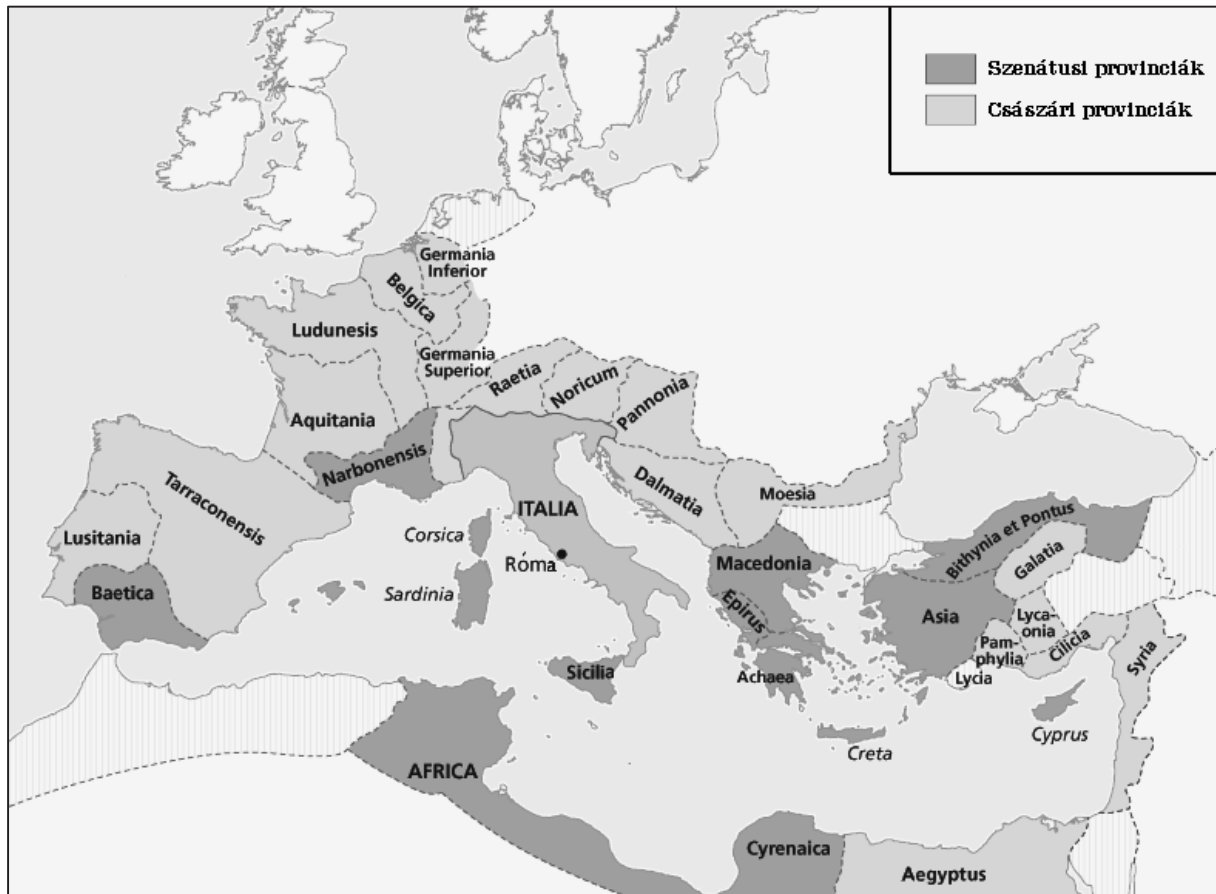 Szenátusi provinciák
Császári provinciák
Germania
Inferior
Belgica
Ludunesis
Germania
Superior
Raetia
Noricum
Pannonia
Aquitania
Narbonensis
Tarraconensis
Lusitania
Baetica
Dalmatia
Moesia
ITALIA
Corsica
Róma
Sardinia
Sicilia
Macedonia
Epirus
Achaea
Bithynia et Pontus
Galatia
Asia
Lyca-
onia
Pam-
phylia
Cilicia
Lycia
Syria
Creta
Cyprus
AFRICA
Cyrenaica
Aegyptus